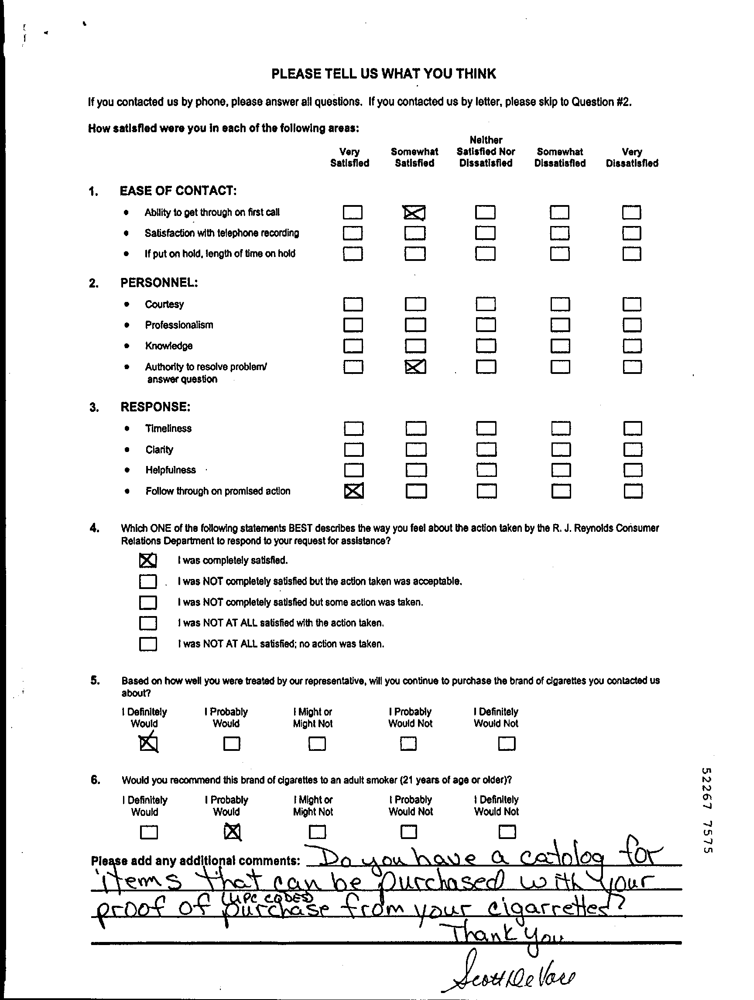 PLEASE TELL US WHAT YOU THINK
If you contacted us by phone, please answer all questions. If you contacted us by letter, please skip to Question #2.
How satisfied were you in each of the following areas:
Very Satisfied Somewhat Satisfied Neither Satisfied Nor Dissatisfied Somewhat Dissatisfied Very Dissatisfied
1. EASE OF CONTACT:
• Ability to get through on first call
• Satisfaction with telephone recording
• If put on hold, length of time on hold
2. PERSONNEL:
• Courtesy
• Professionalism
• Knowledge
• Authority to resolve problem/
answer question
3. RESPONSE:
• Timeliness
• Clarity
• Helpfulness
• Follow through on promised action
4. Which ONE of the following statements BEST describes the way you feel about the action taken by the R. J. Reynolds Consumer
Relations Department to respond to your request for assistance?
I was completely satisfied.
I was NOT completely satisfied but the action taken was acceptable.
I was NOT completely satisfied but some action was taken.
I was NOT AT ALL satisfied with the action taken.
I was NOT AT ALL satisfied; no action was taken.
5. Based on how well you were treated by our representative, will you continue to purchase the brand of cigarettes you contacted us
about?
I Definitely Would I Probably Would I Might or Might Not I Probably Would Not I Definitely Would Not
6. Would you recommend this brand of cigarettes to an adult smoker (21 years of age or older)?
I Definitely Would I Probably Would I Might or Might Not I Probably Would Not I Definitely Would Not
Please add any additional comments: Do you have a catolog for
items that can be purchased with your
(UPC CODES)
proof of purchase from your cigarrettes?
Thank You
Scott DeVore
52267 7575